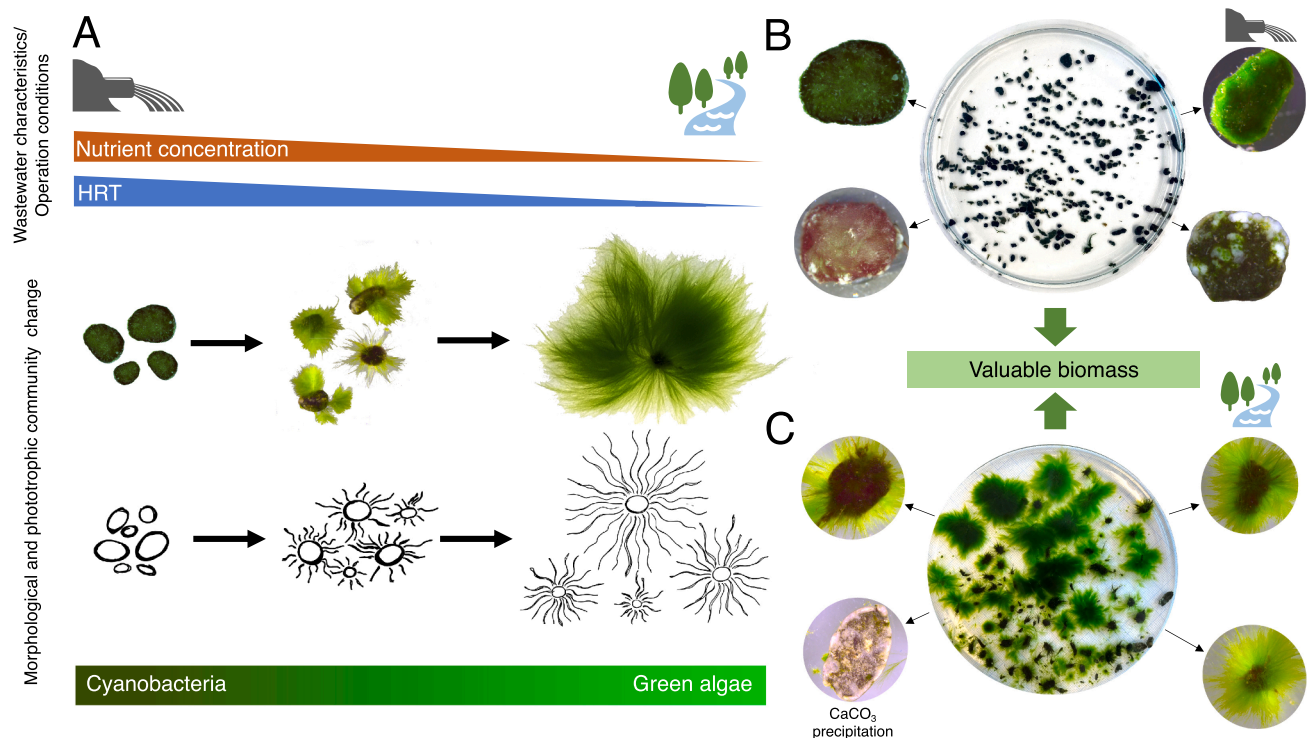 A
Wastewater characteristics/
Operation conditions
Nutrient concentration
HRT
Morphological and phototrophic community change
Cyanobacteria
Green algae
B
Valuable biomass
C
CaCO₃
precipitation